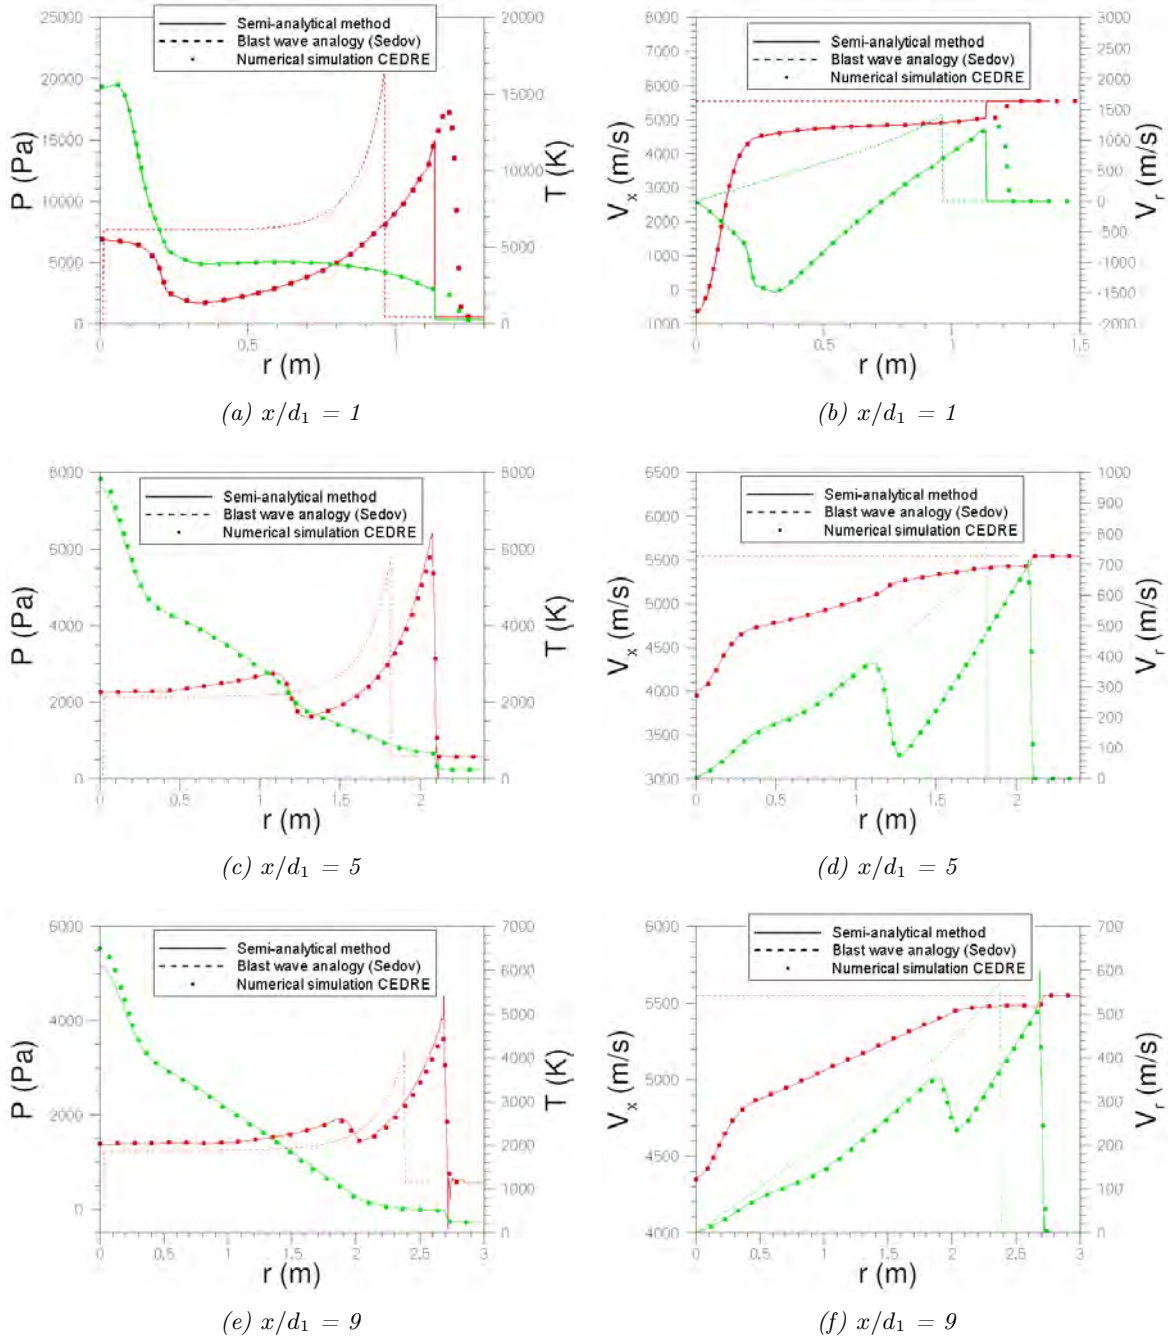 25000
20000
15000
10000
5000
0
P (Pa)
Semi-analytical method
Blast wave analogy (Sedov)
Numerical simulation CEDRE
20000
15000
10000
5000
0
T (K)
0
0.5
1
r (m)
(a) x/d₁ = 1
8000
7000
6000
5000
4000
3000
2000
1000
0
1000
V_x (m/s)
Semi-analytical method
Blast wave analogy (Sedov)
Numerical simulation CEDRE
3000
2500
2000
1500
1000
500
0
-500
-1000
-1500
-2000
V_r (m/s)
0
0.5
1
1.5
r (m)
(b) x/d₁ = 1
8000
6000
4000
2000
0
P (Pa)
Semi-analytical method
Blast wave analogy (Sedov)
Numerical simulation CEDRE
8000
6000
4000
2000
0
T (K)
0
0.5
1
1.5
2
r (m)
(c) x/d₁ = 5
6500
6000
5500
5000
4500
4000
3500
3000
V_x (m/s)
Semi-analytical method
Blast wave analogy (Sedov)
Numerical simulation CEDRE
1000
900
800
700
600
500
400
300
200
100
0
V_r (m/s)
0
0.5
1
1.5
2
r (m)
(d) x/d₁ = 5
6000
4000
2000
0
P (Pa)
Semi-analytical method
Blast wave analogy (Sedov)
Numerical simulation CEDRE
7000
6000
5000
4000
3000
2000
1000
0
T (K)
0
0.5
1
1.5
2
2.5
3
r (m)
(e) x/d₁ = 9
6000
5500
5000
4500
4000
V_x (m/s)
Semi-analytical method
Blast wave analogy (Sedov)
Numerical simulation CEDRE
700
600
500
400
300
200
100
0
V_r (m/s)
0
0.5
1
1.5
2
2.5
3
r (m)
(f) x/d₁ = 9